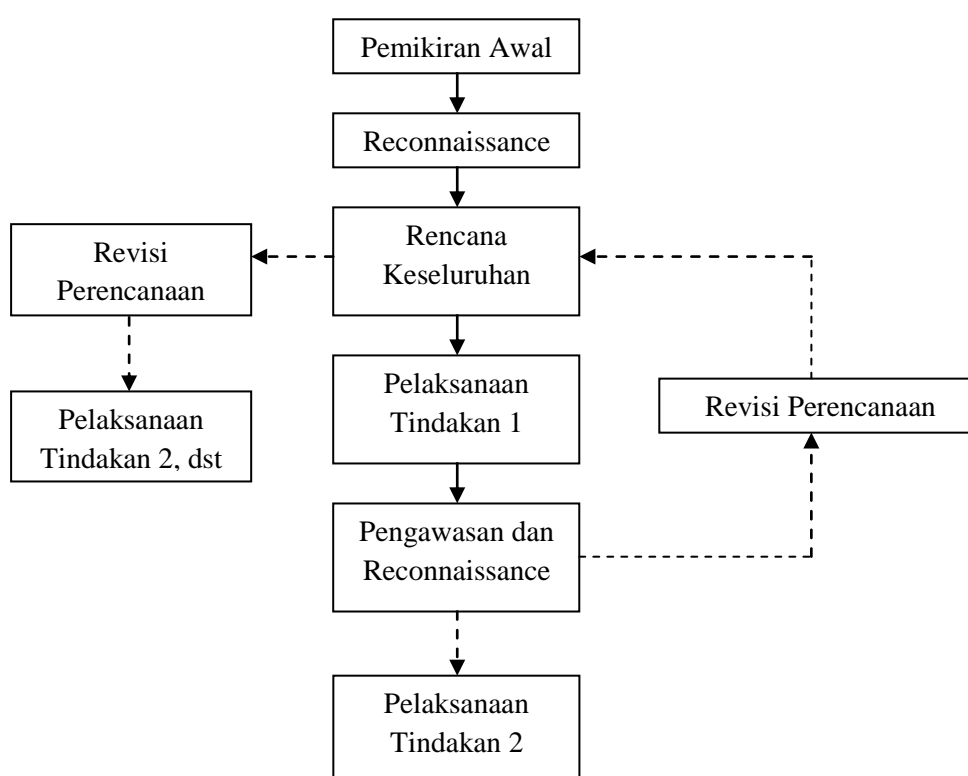 Pemikiran Awal
Reconnaissance
Rencana
Keseluruhan
Revisi
Perencanaan
Pelaksanaan
Tindakan 1
Revisi Perencanaan
Pelaksanaan
Tindakan 2, dst
Pengawasan dan
Reconnaissance
Pelaksanaan
Tindakan 2